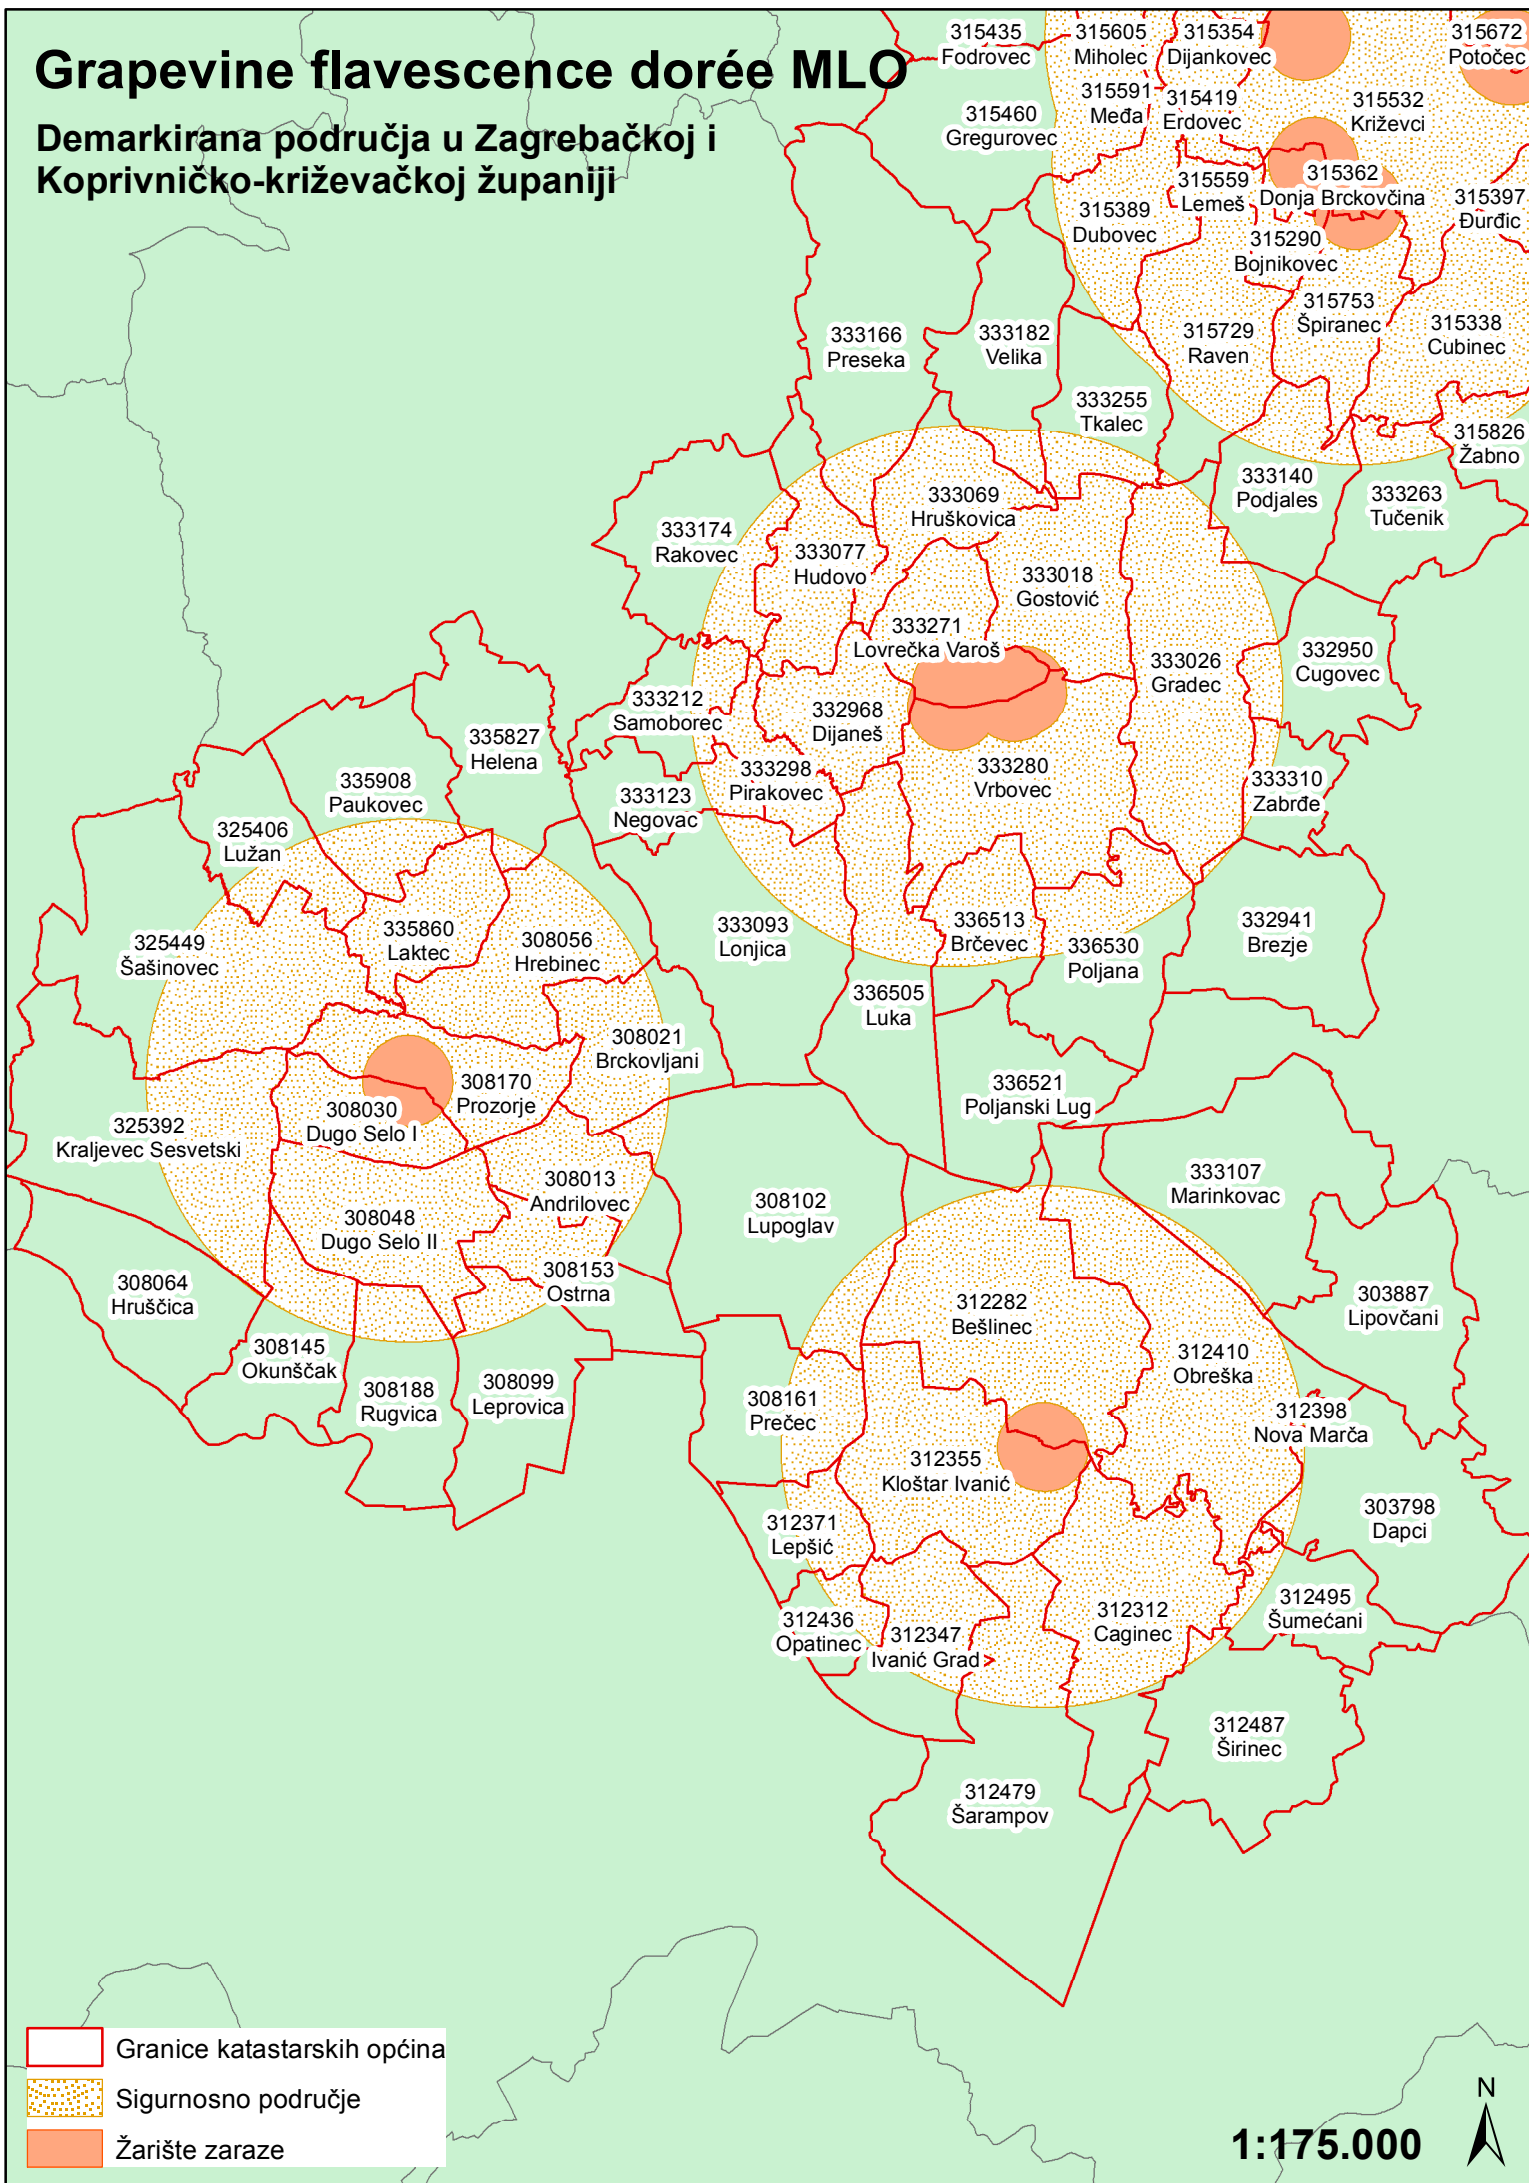 Grapevine flavescence dorée MLO
Demarkirana područja u Zagrebačkoj i
Koprivničko-križevačkoj županiji
315435
Fodrovec
315605
Miholec
315354
Dijankovec
315672
Potočec
315460
Gregurovec
315591
Međa
315419
Erdovec
315532
Križevci
315559
Lemeš
315362
Donja Brckovčina
315397
Đurđic
315389
Dubovec
315290
Bojnikovec
315753
Špiranec
315338
Cubinec
315729
Raven
333166
Preseka
333182
Velika
333255
Tkalec
315826
Žabno
333140
Podjales
333263
Tučenik
333069
Hruškovica
333174
Rakovec
333077
Hudovo
333018
Gostović
333271
Lovrečka Varoš
333026
Gradec
332950
Cugovec
333212
Samoborec
332968
Dijaneš
335827
Helena
333298
Pirakovec
333280
Vrbovec
333310
Zabrđe
335908
Paukovec
333123
Negovac
325406
Lužan
325449
Šašinovec
335860
Laktec
308056
Hrebinec
333093
Lonjica
336513
Brčevec
336530
Poljana
332941
Brezje
336505
Luka
308021
Brckovljani
308170
Prozorje
336521
Poljanski Lug
308030
Dugo Selo I
325392
Kraljevec Sesvetski
308013
Andrilovec
308102
Lupoglav
333107
Marinkovac
308048
Dugo Selo II
308153
Ostrna
308064
Hruščica
312282
Bešlinec
303887
Lipovčani
308145
Okunščak
312410
Obreška
308188
Rugvica
308099
Leprovica
308161
Prečec
312398
Nova Marča
312355
Kloštar Ivanić
312371
Lepšić
303798
Dapci
312436
Opatinec
312347
Ivanić Grad
312312
Caginec
312495
Šumećani
312487
Širinec
312479
Šarampov
Granice katastarskih općina
Sigurnosno područje
Žarište zaraze
N
1:175.000